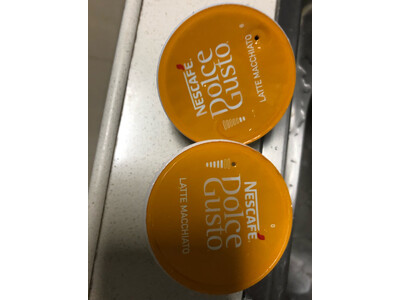 NESCAFÉ
Dolce
Gusto
LATTE MACCHIATO
NESCAFÉ
Dolce
Gusto
LATTE MACCHIATO